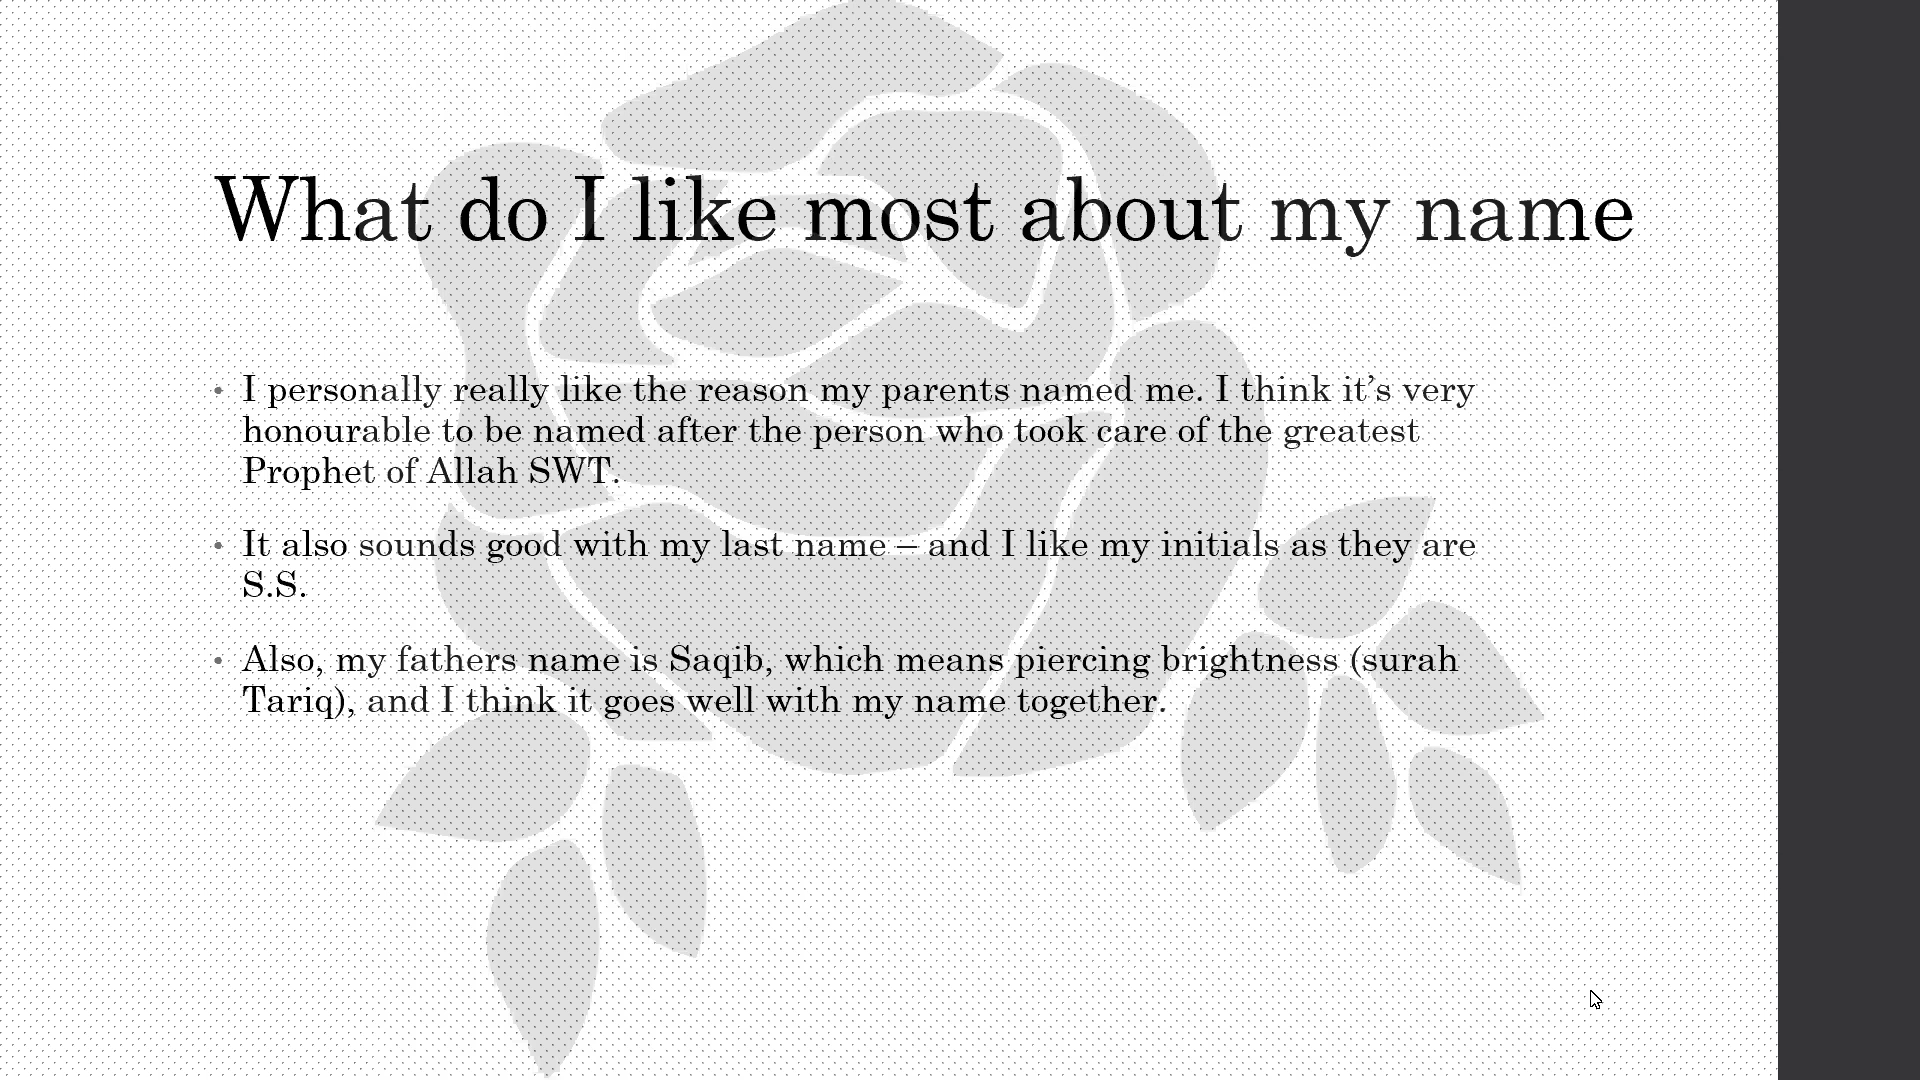 What do I like most about my name
• I personally really like the reason my parents named me. I think it’s very
honourable to be named after the person who took care of the greatest
Prophet of Allah SWT.
• It also sounds good with my last name – and I like my initials as they are
S.S.
• Also, my fathers name is Saqib, which means piercing brightness (surah
Tariq), and I think it goes well with my name together.